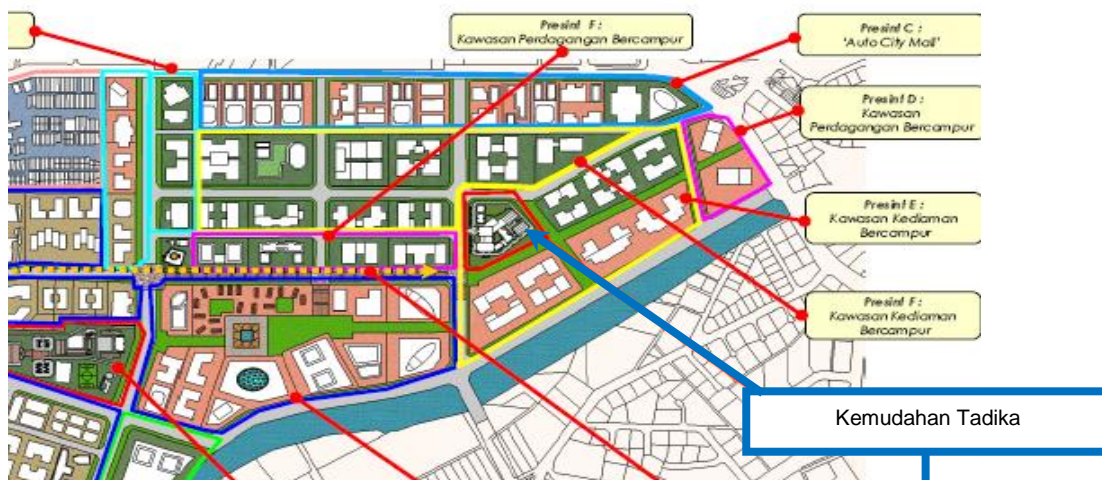 Presint F :
Kawasan Perdagangan Bercampur
Presint C :
'Auto City Mall'
Presint D :
Kawasan
Perdagangan Bercampur
Presint E :
Kawasan Kediaman
Bercampur
Presint F :
Kawasan Kediaman
Bercampur
Kemudahan Tadika